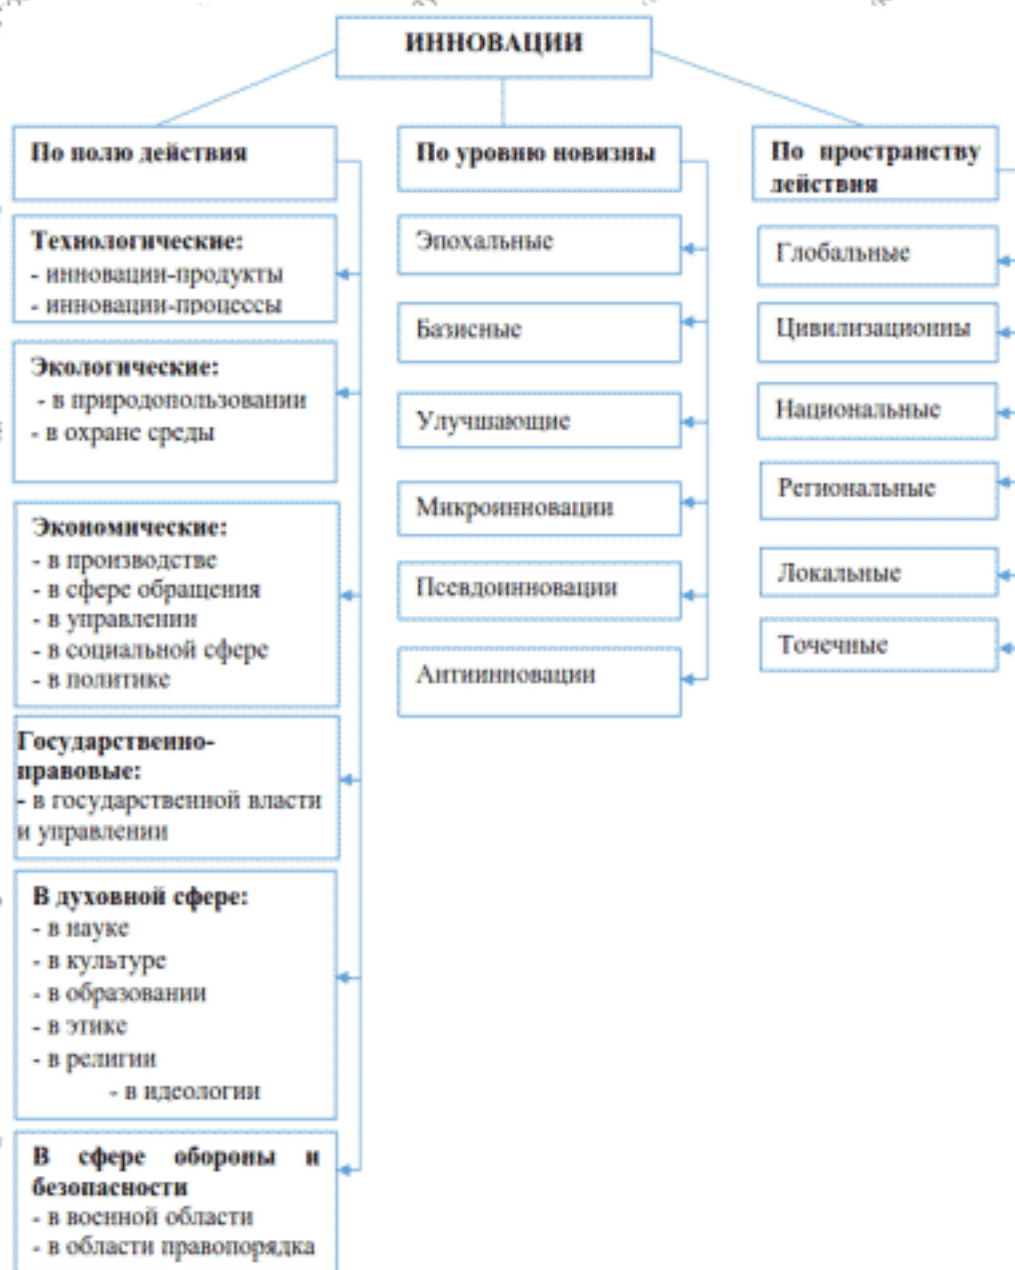 ИННОВАЦИИ
По полю действия
Технологические:
- инновации-продукты
- инновации-процессы
Экологические:
- в природопользовании
- в охране среды
Экономические:
- в производстве
- в сфере обращения
- в управлении
- в социальной сфере
- в политике
Государственно-
правовые:
- в государственной власти
и управлении
В духовной сфере:
- в науке
- в культуре
- в образовании
- в этике
- в религии
- в идеологии
В сфере обороны и
безопасности
- в военной области
- в области правопорядка
По уровню новизны
Эпохальные
Базисные
Улучшающие
Микроинновации
Псевдоинновации
Антиинновации
По пространству
действия
Глобальные
Цивилизационны
Национальные
Региональные
Локальные
Точечные